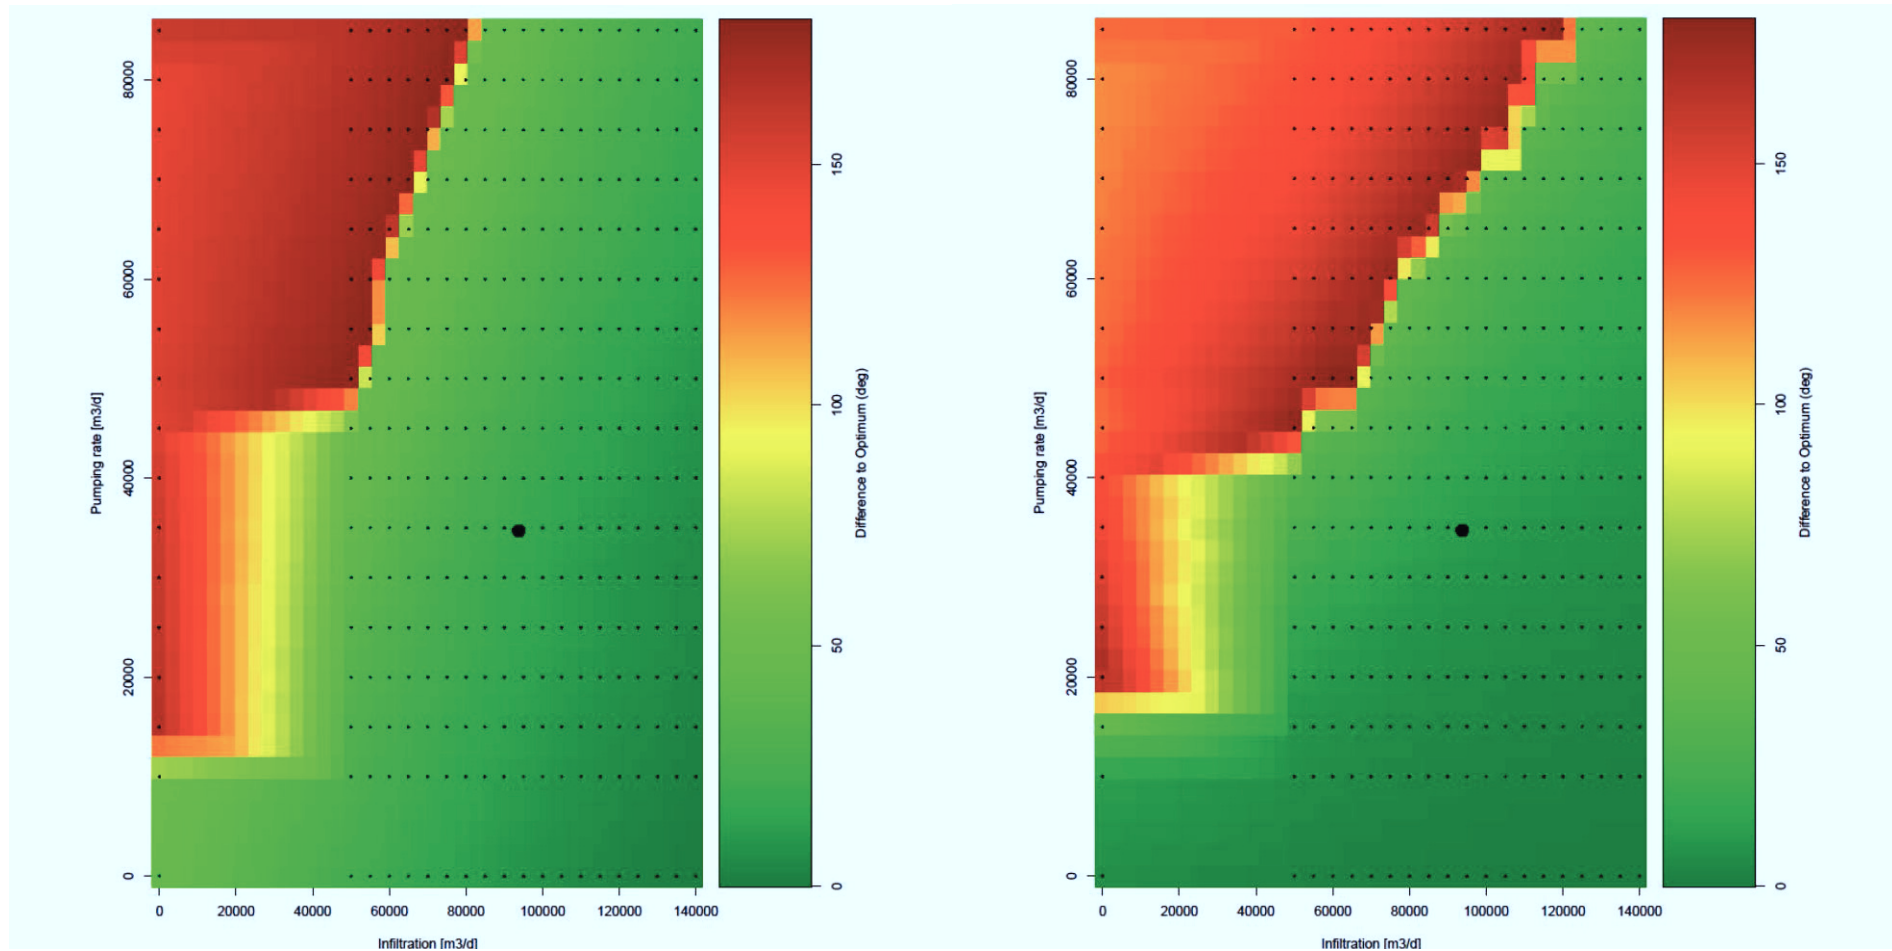 80000
60000
40000
20000
0
Pumping rate [m3/d]
0 20000 40000 60000 80000 100000 120000 140000
Infiltration [m3/d]
150
100
50
0
Difference to Optimum (deg)
80000
60000
40000
20000
0
Pumping rate [m3/d]
0 20000 40000 60000 80000 100000 120000 140000
Infiltration [m3/d]
150
100
50
0
Difference to Optimum (deg)